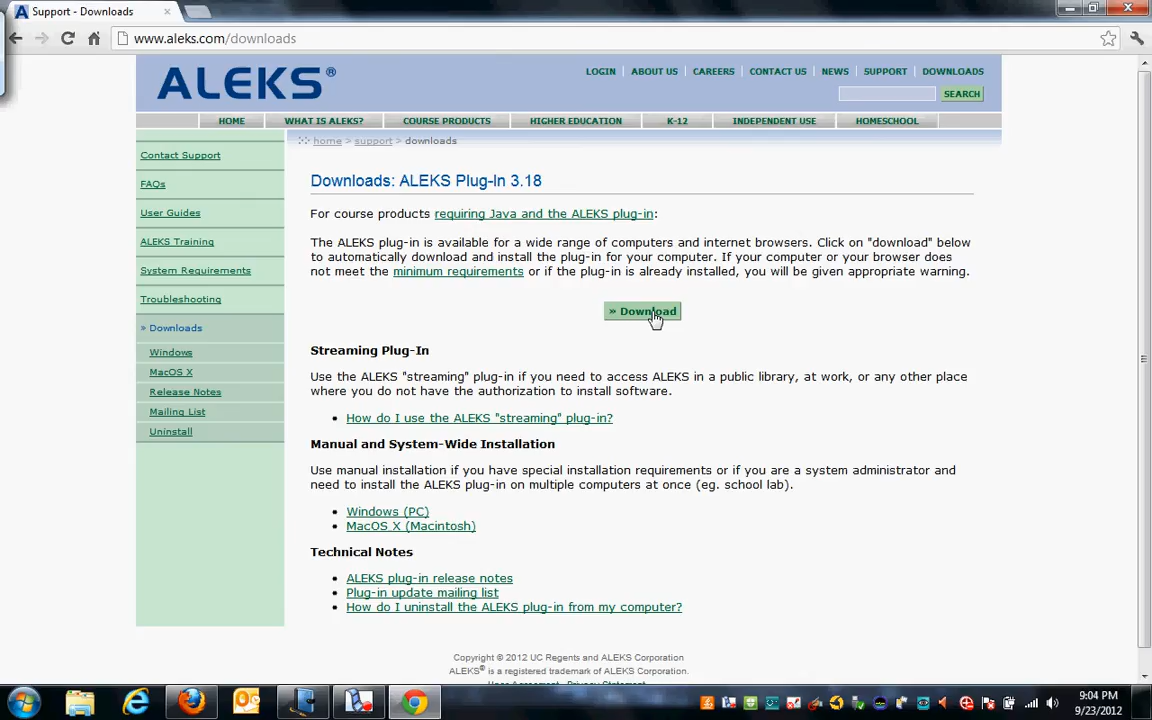 Support - Downloads
www.aleks.com/downloads
ALEKS®
LOGIN ABOUT US CAREERS CONTACT US NEWS SUPPORT DOWNLOADS
SEARCH
HOME WHAT IS ALEKS? COURSE PRODUCTS HIGHER EDUCATION K-12 INDEPENDENT USE HOMESCHOOL
home > support > downloads
Contact Support
FAQs
User Guides
ALEKS Training
System Requirements
Troubleshooting
» Downloads
Windows
MacOS X
Release Notes
Mailing List
Uninstall
Downloads: ALEKS Plug-In 3.18
For course products requiring Java and the ALEKS plug-in:
The ALEKS plug-in is available for a wide range of computers and internet browsers. Click on "download" below
to automatically download and install the plug-in for your computer. If your computer or your browser does
not meet the minimum requirements or if the plug-in is already installed, you will be given appropriate warning.
» Download
Streaming Plug-In
Use the ALEKS "streaming" plug-in if you need to access ALEKS in a public library, at work, or any other place
where you do not have the authorization to install software.
• How do I use the ALEKS "streaming" plug-in?
Manual and System-Wide Installation
Use manual installation if you have special installation requirements or if you are a system administrator and
need to install the ALEKS plug-in on multiple computers at once (eg. school lab).
• Windows (PC)
• MacOS X (Macintosh)
Technical Notes
• ALEKS plug-in release notes
• Plug-in update mailing list
• How do I uninstall the ALEKS plug-in from my computer?
Copyright © 2012 UC Regents and ALEKS Corporation
ALEKS® is a registered trademark of ALEKS Corporation.
9:04 PM
9/23/2012